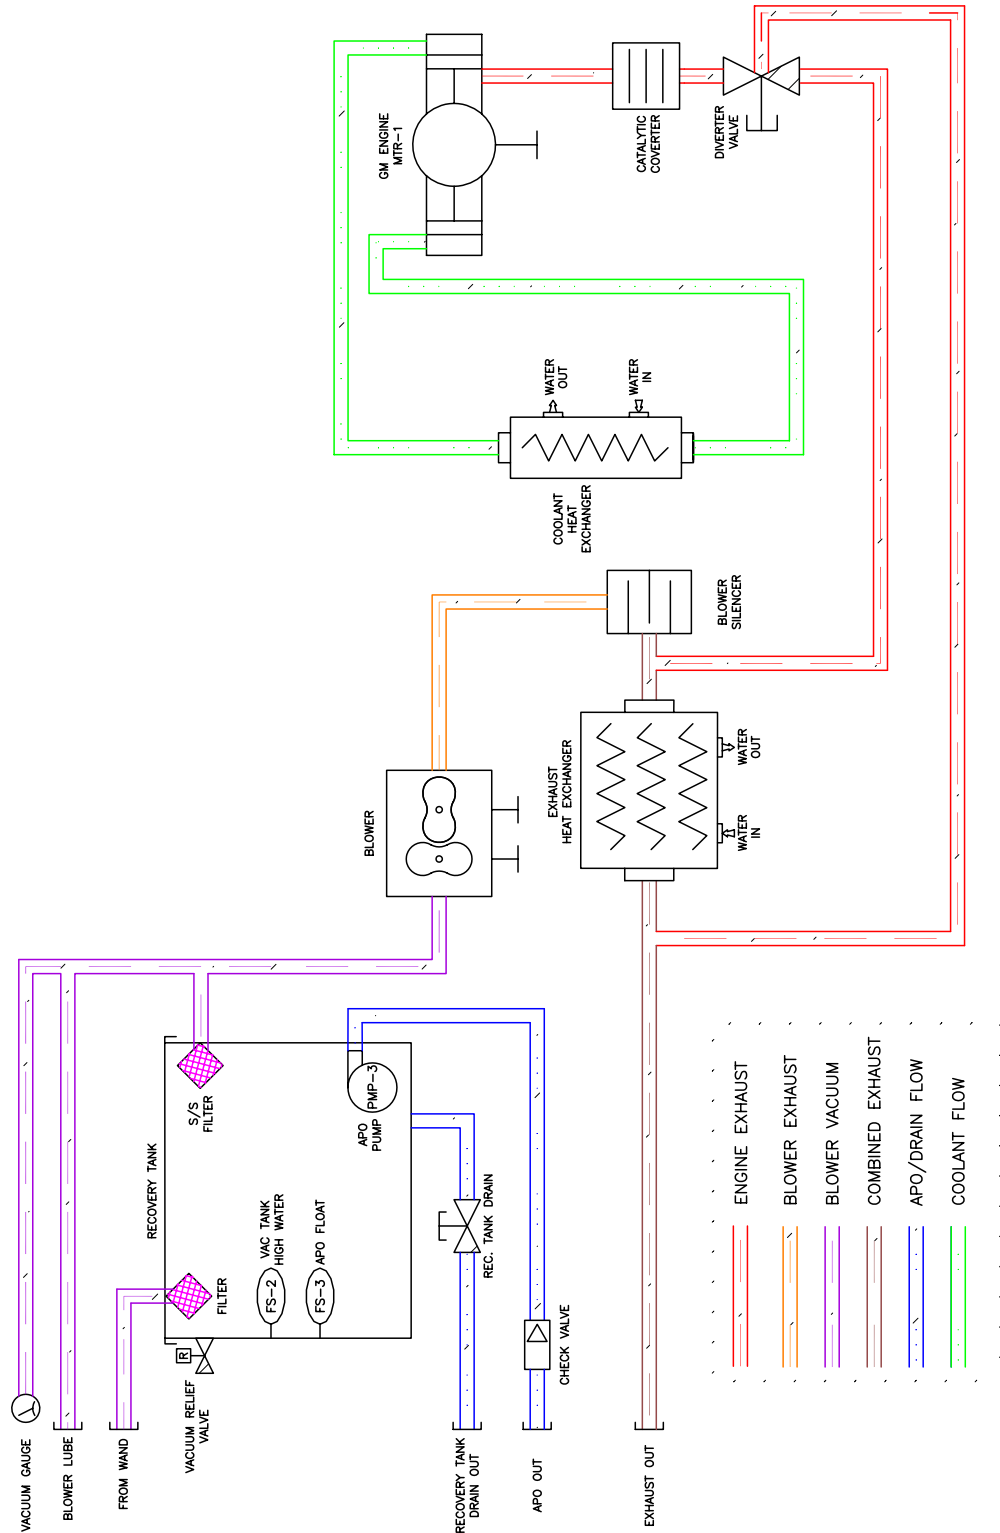 VACUUM GAUGE
BLOWER LUBE
FROM WAND
VACUUM RELIEF
VALVE
R
FILTER
RECOVERY TANK
S/S
FILTER
FS-2
VAC TANK
HIGH WATER
FS-3
APO FLOAT
APO
PUMP
PMP-3
RECOVERY TANK
DRAIN OUT
REC. TANK DRAIN
APO OUT
CHECK VALVE
EXHAUST OUT
BLOWER
EXHAUST
HEAT EXCHANGER
WATER
IN
WATER
OUT
BLOWER
SILENCER
COOLANT
HEAT
EXCHANGER
WATER
OUT
WATER
IN
GM ENGINE
MTR-1
CATALYTIC
COVERTER
DIVERTER
VALVE
ENGINE EXHAUST
BLOWER EXHAUST
BLOWER VACUUM
COMBINED EXHAUST
APO/DRAIN FLOW
COOLANT FLOW